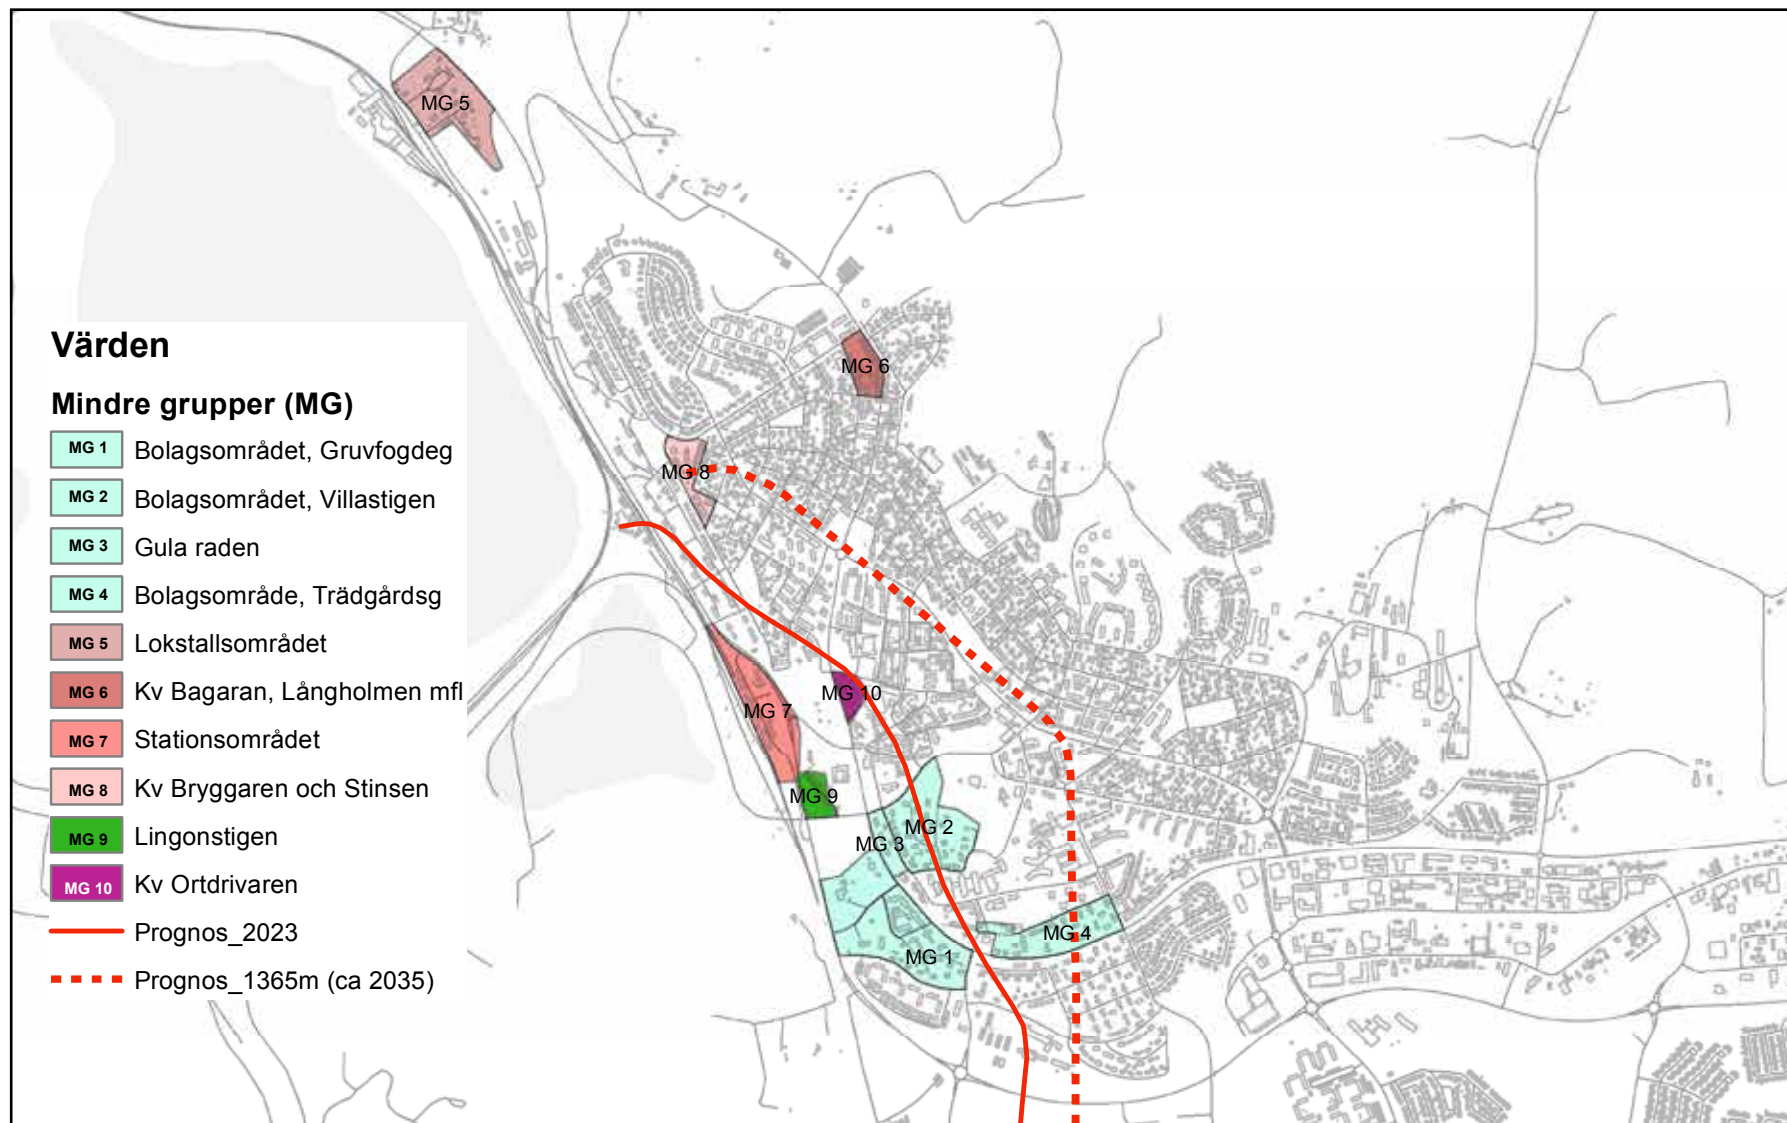 Värden
Mindre grupper (MG)
MG 1 Bolagsområdet, Gruvfogdeg
MG 2 Bolagsområdet, Villastigen
MG 3 Gula raden
MG 4 Bolagsområde, Trädgårdsg
MG 5 Lokstallsområdet
MG 6 Kv Bagaran, Långholmen mfl
MG 7 Stationsområdet
MG 8 Kv Bryggaren och Stinsen
MG 9 Lingonstigen
MG 10 Kv Ortdrivaren
Prognos_2023
Prognos_1365m (ca 2035)
MG 5
MG 6
MG 8
MG 10
MG 7
MG 9
MG 2
MG 3
MG 4
MG 1